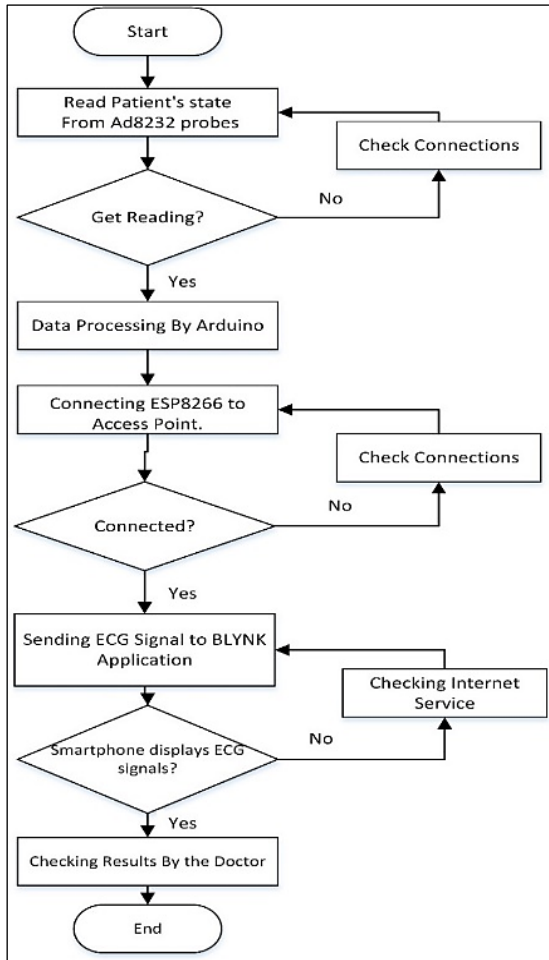 Start
Read Patient's state
From Ad8232 probes
Check Connections
Get Reading?
No
Yes
Data Processing By Arduino
Connecting ESP8266 to
Access Point.
Check Connections
Connected?
No
Yes
Sending ECG Signal to BLYNK
Application
Checking Internet
Service
Smartphone displays ECG
signals?
No
Yes
Checking Results By the Doctor
End